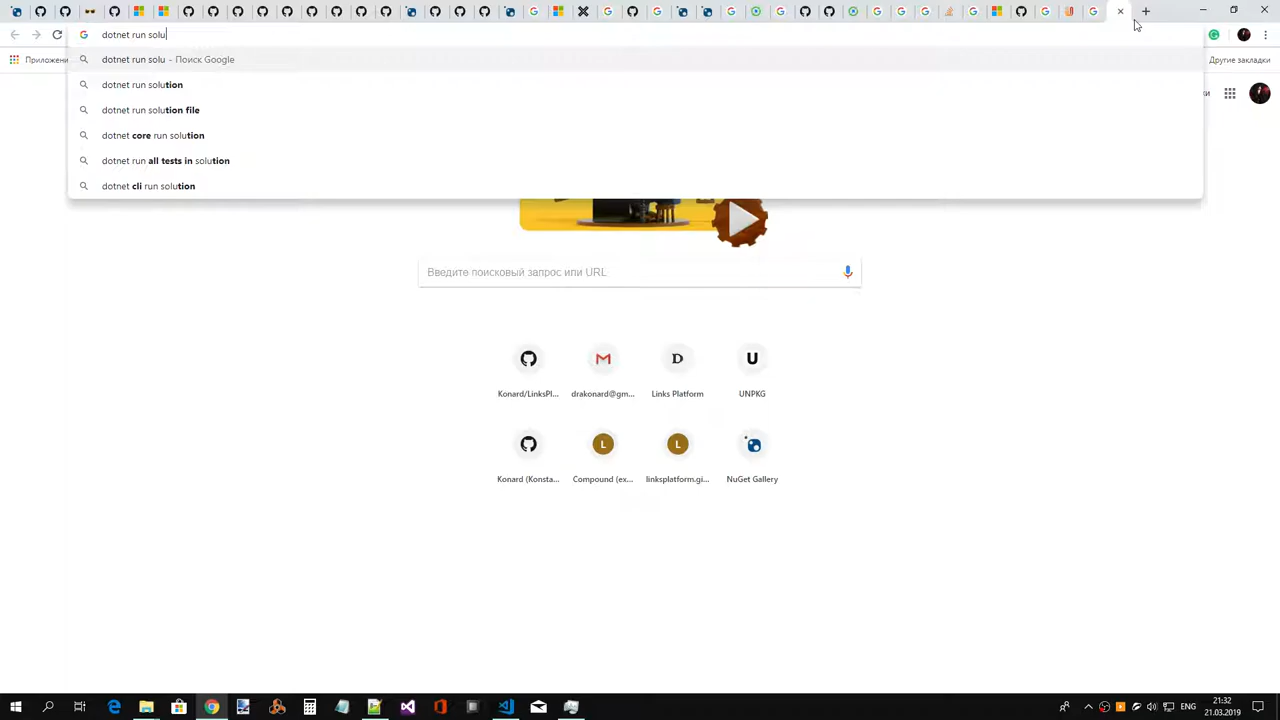 dotnet run solu
Приложени
dotnet run solu - Поиск Google
Другие закладки
dotnet run solution
ки
dotnet run solution file
dotnet core run solution
dotnet run all tests in solution
dotnet cli run solution
Введите поисковый запрос или URL
D
U
Konard/LinksPl...
drakonard@gm...
Links Platform
UNPKG
L
L
Konard (Konsta...
Compound (ex...
linksplatform.gi...
NuGet Gallery
ENG
21:32
21.03.2019